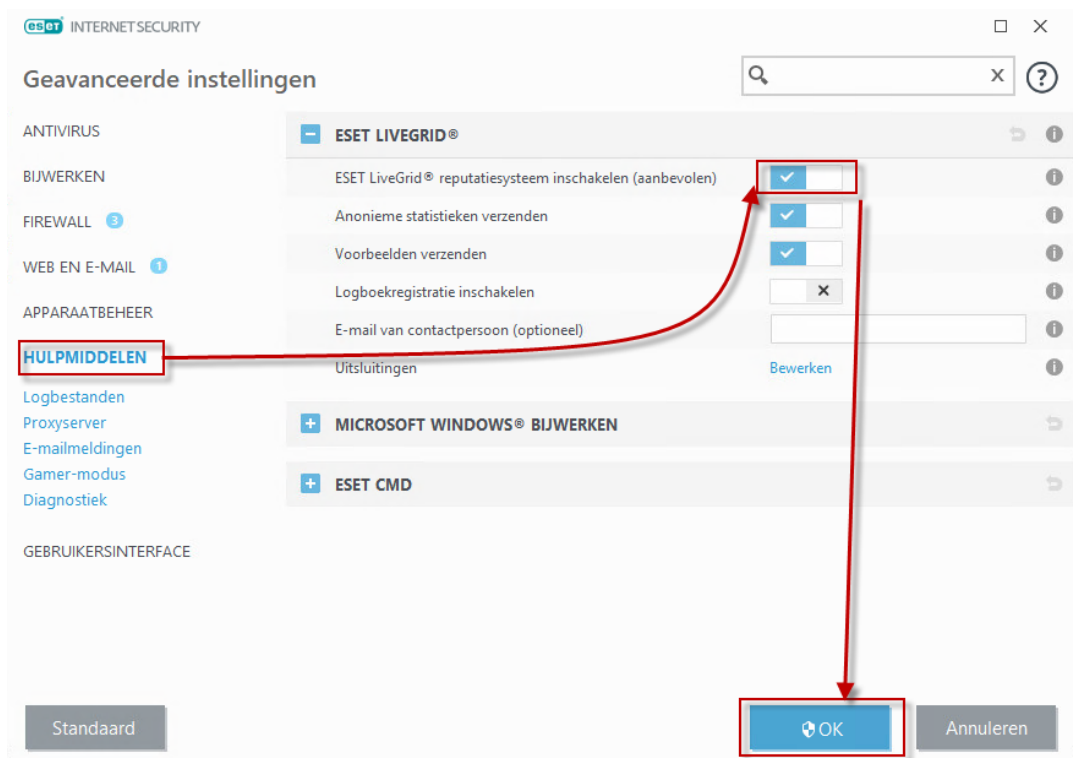 eset INTERNET SECURITY
Geavanceerde instellingen
x
?
ANTIVIRUS
BIJWERKEN
FIREWALL 3
WEB EN E-MAIL 1
APPARAATBEHEER
HULPMIDDELEN
Logbestanden
Proxyserver
E-mailmeldingen
Gamer-modus
Diagnostiek
GEBRUIKERSINTERFACE
ESET LIVEGRID®
ESET LiveGrid® reputatiesysteem inschakelen (aanbevolen)
Anonieme statistieken verzenden
Voorbeelden verzenden
Logboekregistratie inschakelen
E-mail van contactpersoon (optioneel)
Uitsluitingen Bewerken
MICROSOFT WINDOWS® BIJWERKEN
ESET CMD
Standaard
OK
Annuleren